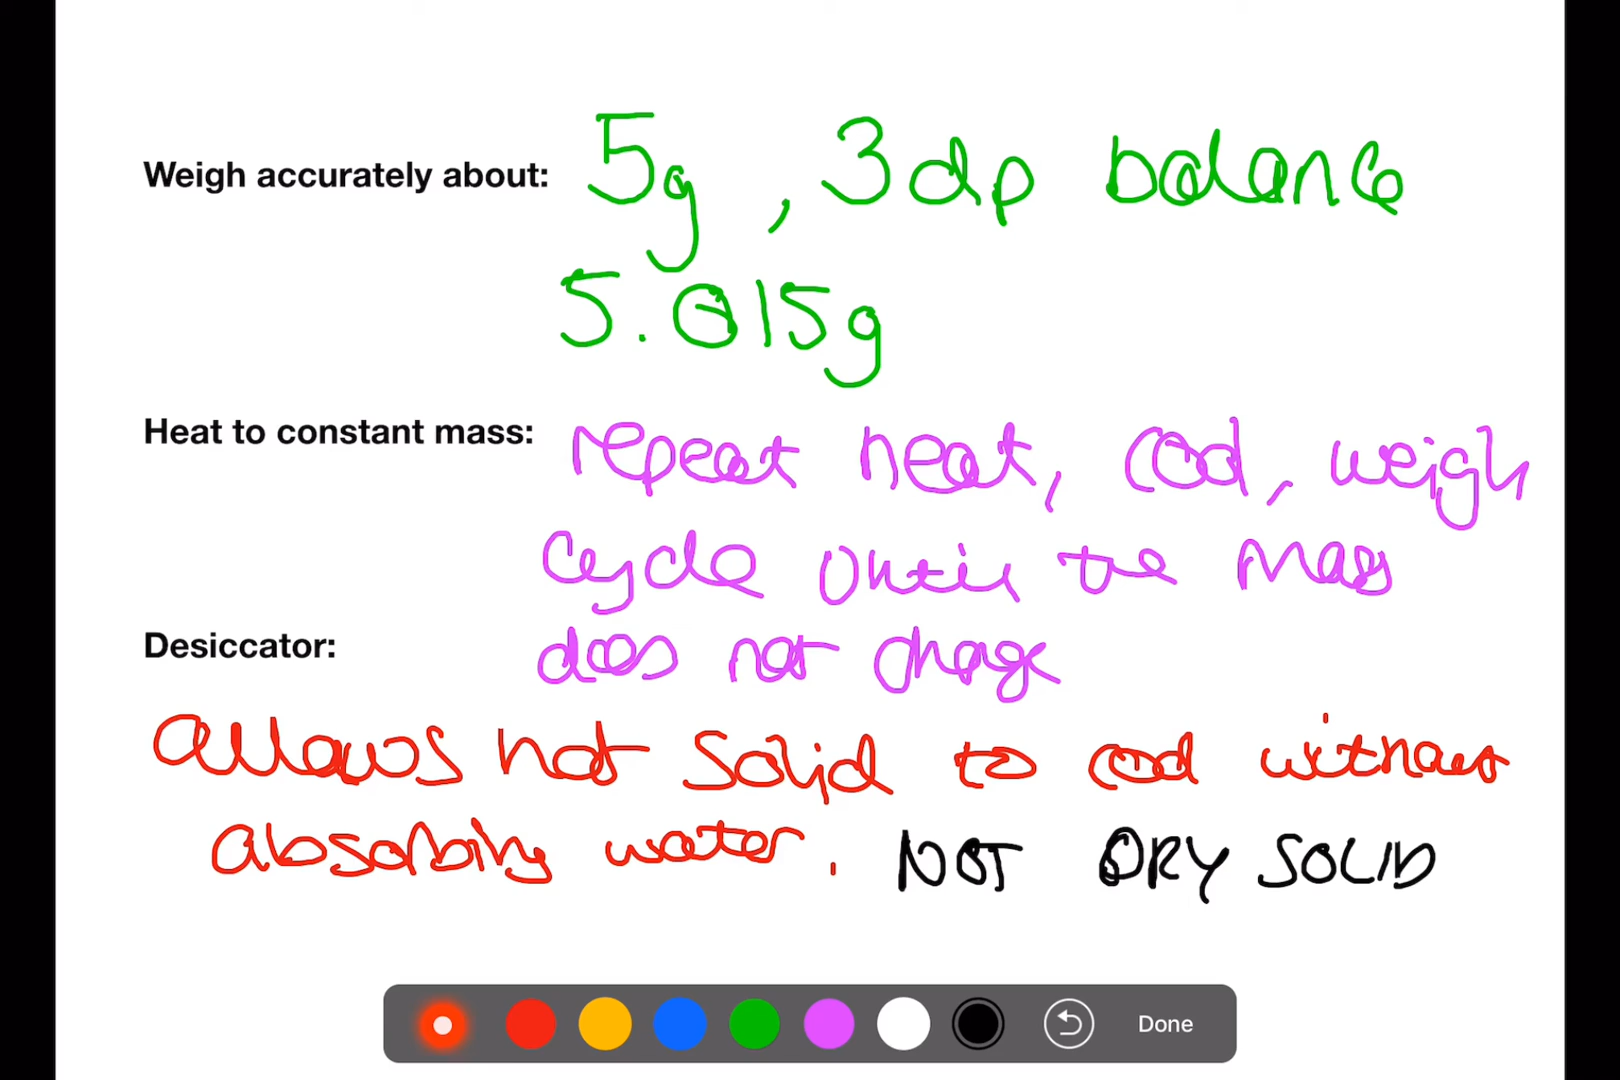 Weigh accurately about: 5g , 3dp balance
5.015g
Heat to constant mass: repeat heat, cool, weigh
cycle until the mass
Desiccator: does not change
allows hot solid to cool without
absorbing water. NOT DRY SOLID
Done